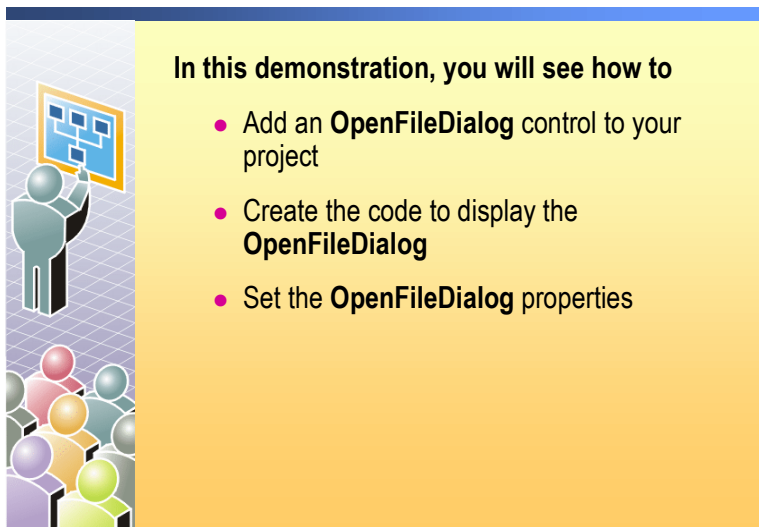 In this demonstration, you will see how to
● Add an OpenFileDialog control to your
project
● Create the code to display the
OpenFileDialog
● Set the OpenFileDialog properties